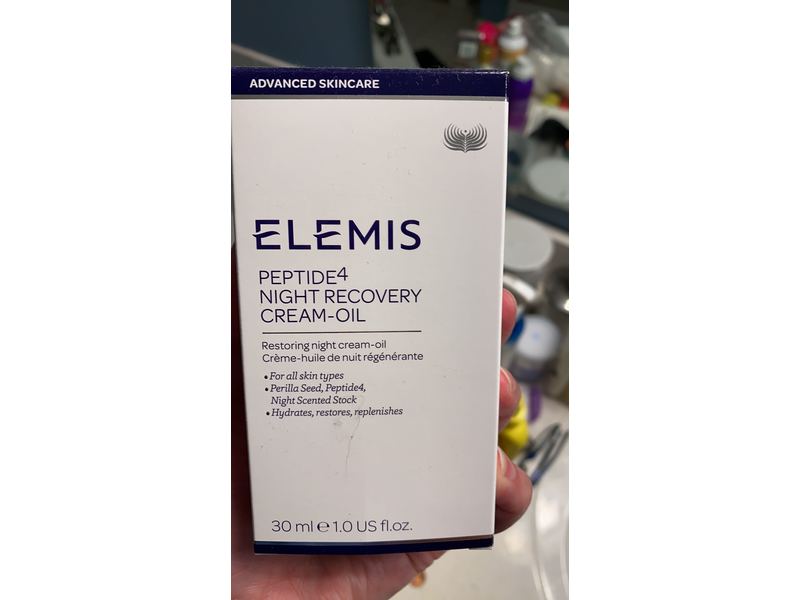 ADVANCED SKINCARE
ELEMIS
PEPTIDE4
NIGHT RECOVERY
CREAM-OIL
Restoring night cream-oil
Crème-huile de nuit régénérante
• For all skin types
• Perilla Seed, Peptide4,
Night Scented Stock
• Hydrates, restores, replenishes
30 ml ℮ 1.0 US fl.oz.